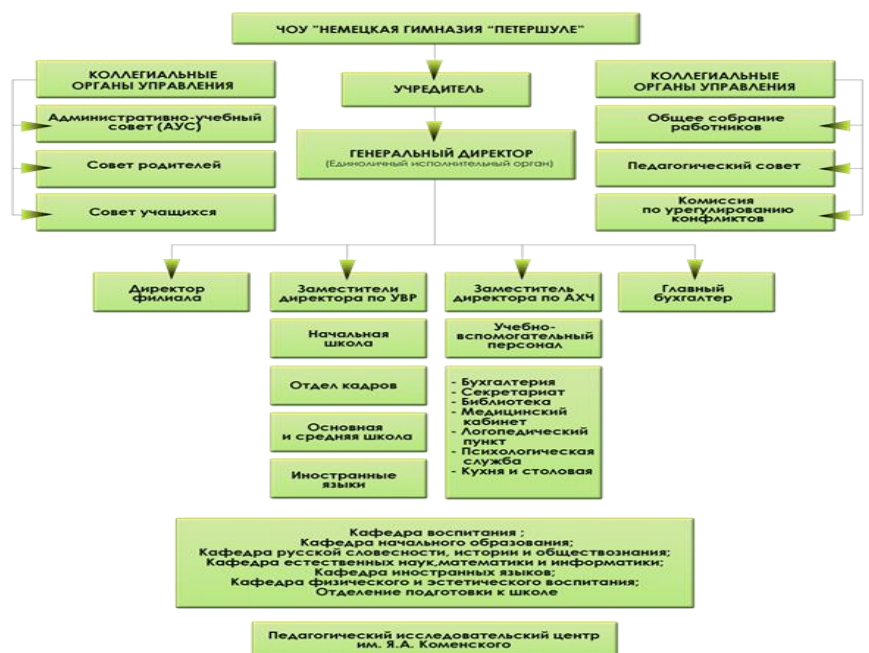 ЧОУ "НЕМЕЦКАЯ ГИМНАЗИЯ "ПЕТЕРШУЛЕ"
КОЛЛЕГИАЛЬНЫЕ
ОРГАНЫ УПРАВЛЕНИЯ
УЧРЕДИТЕЛЬ
КОЛЛЕГИАЛЬНЫЕ
ОРГАНЫ УПРАВЛЕНИЯ
Административно-учебный
совет (АУС)
Совет родителей
Совет учащихся
ГЕНЕРАЛЬНЫЙ ДИРЕКТОР
(Единоличный исполнительный орган)
Общее собрание
работников
Педагогический совет
Комиссия
по урегулированию
конфликтов
Директор
филиала
Заместители
директора по УВР
Заместитель
директора по АХЧ
Главный
бухгалтер
Начальная
школа
Отдел кадров
Основная
и средняя школа
Иностранные
языки
Учебно-
вспомогательный
персонал
- Бухгалтерия
- Секретариат
- Библиотека
- Медицинский
кабинет
- Логопедический
пункт
- Психологическая
служба
- Кухня и столовая
Кафедра воспитания ;
Кафедра начального образования;
Кафедра русской словесности, истории и обществознания;
Кафедра естественных наук,математики и информатики;
Кафедра иностранных языков;
Кафедра физического и эстетического воспитания;
Отделение подготовки к школе
Педагогический исследовательский центр
им. Я.А. Коменского